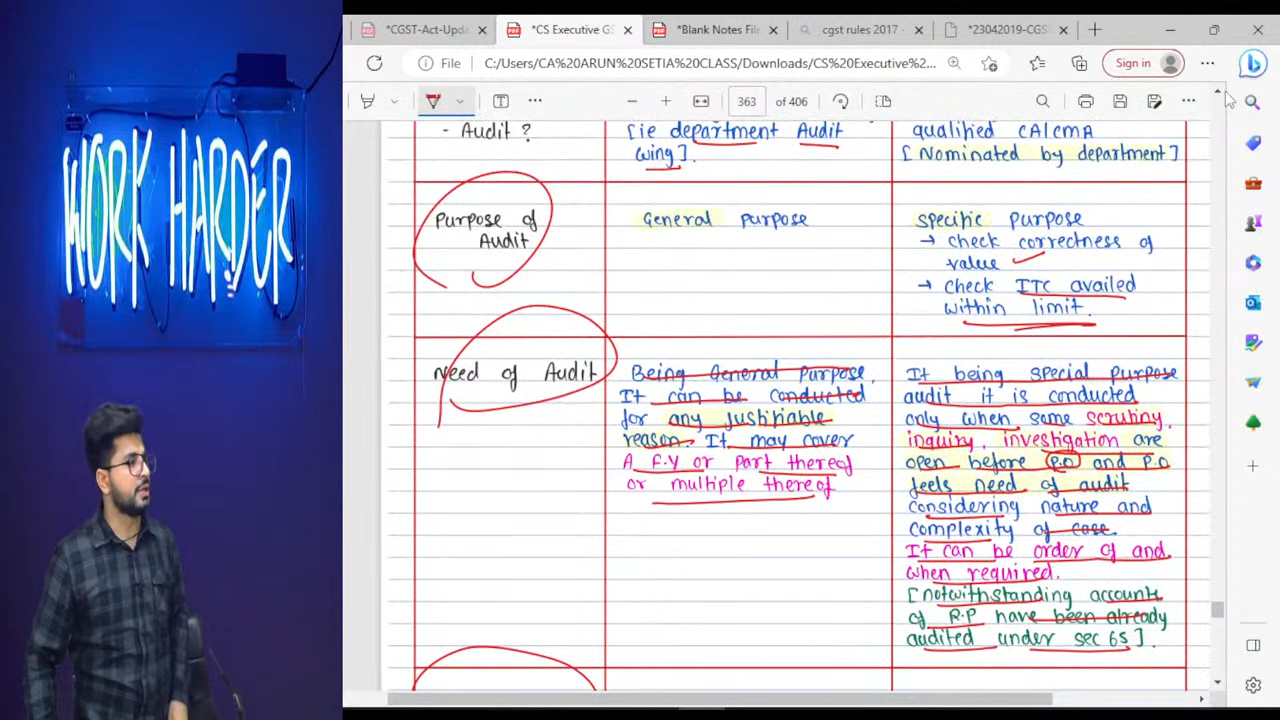 WORK HARDER
*CGST-Act-Upda
*CS Executive GS
*Blank Notes File
cgst rules 2017 -
*23042019-CGS
File
C:/Users/CA%20ARUN%20SETIA%20CLASS/Downloads/CS%20Executive%2...
Sign in
363
of 406
- Audit ?
[ie department Audit
wing].
qualified CA/CMA
[Nominated by department]
Purpose of
Audit
General purpose
specific purpose
→ check correctness of
value
→ check ITC availed
within limit.
Need of Audit
Being General Purpose,
It can be conducted
for any justifiable
reason. It may cover
A F.Y or part thereof
or multiple thereof
It being special purpose
audit it is conducted
only when some scrutiny,
inquiry, investigation are
open before P.O and P.O
feels need of audit
considering nature and
complexity of case.
It can be order of and
when required.
[notwithstanding accounts
of R.P have been already
audited under sec 65].